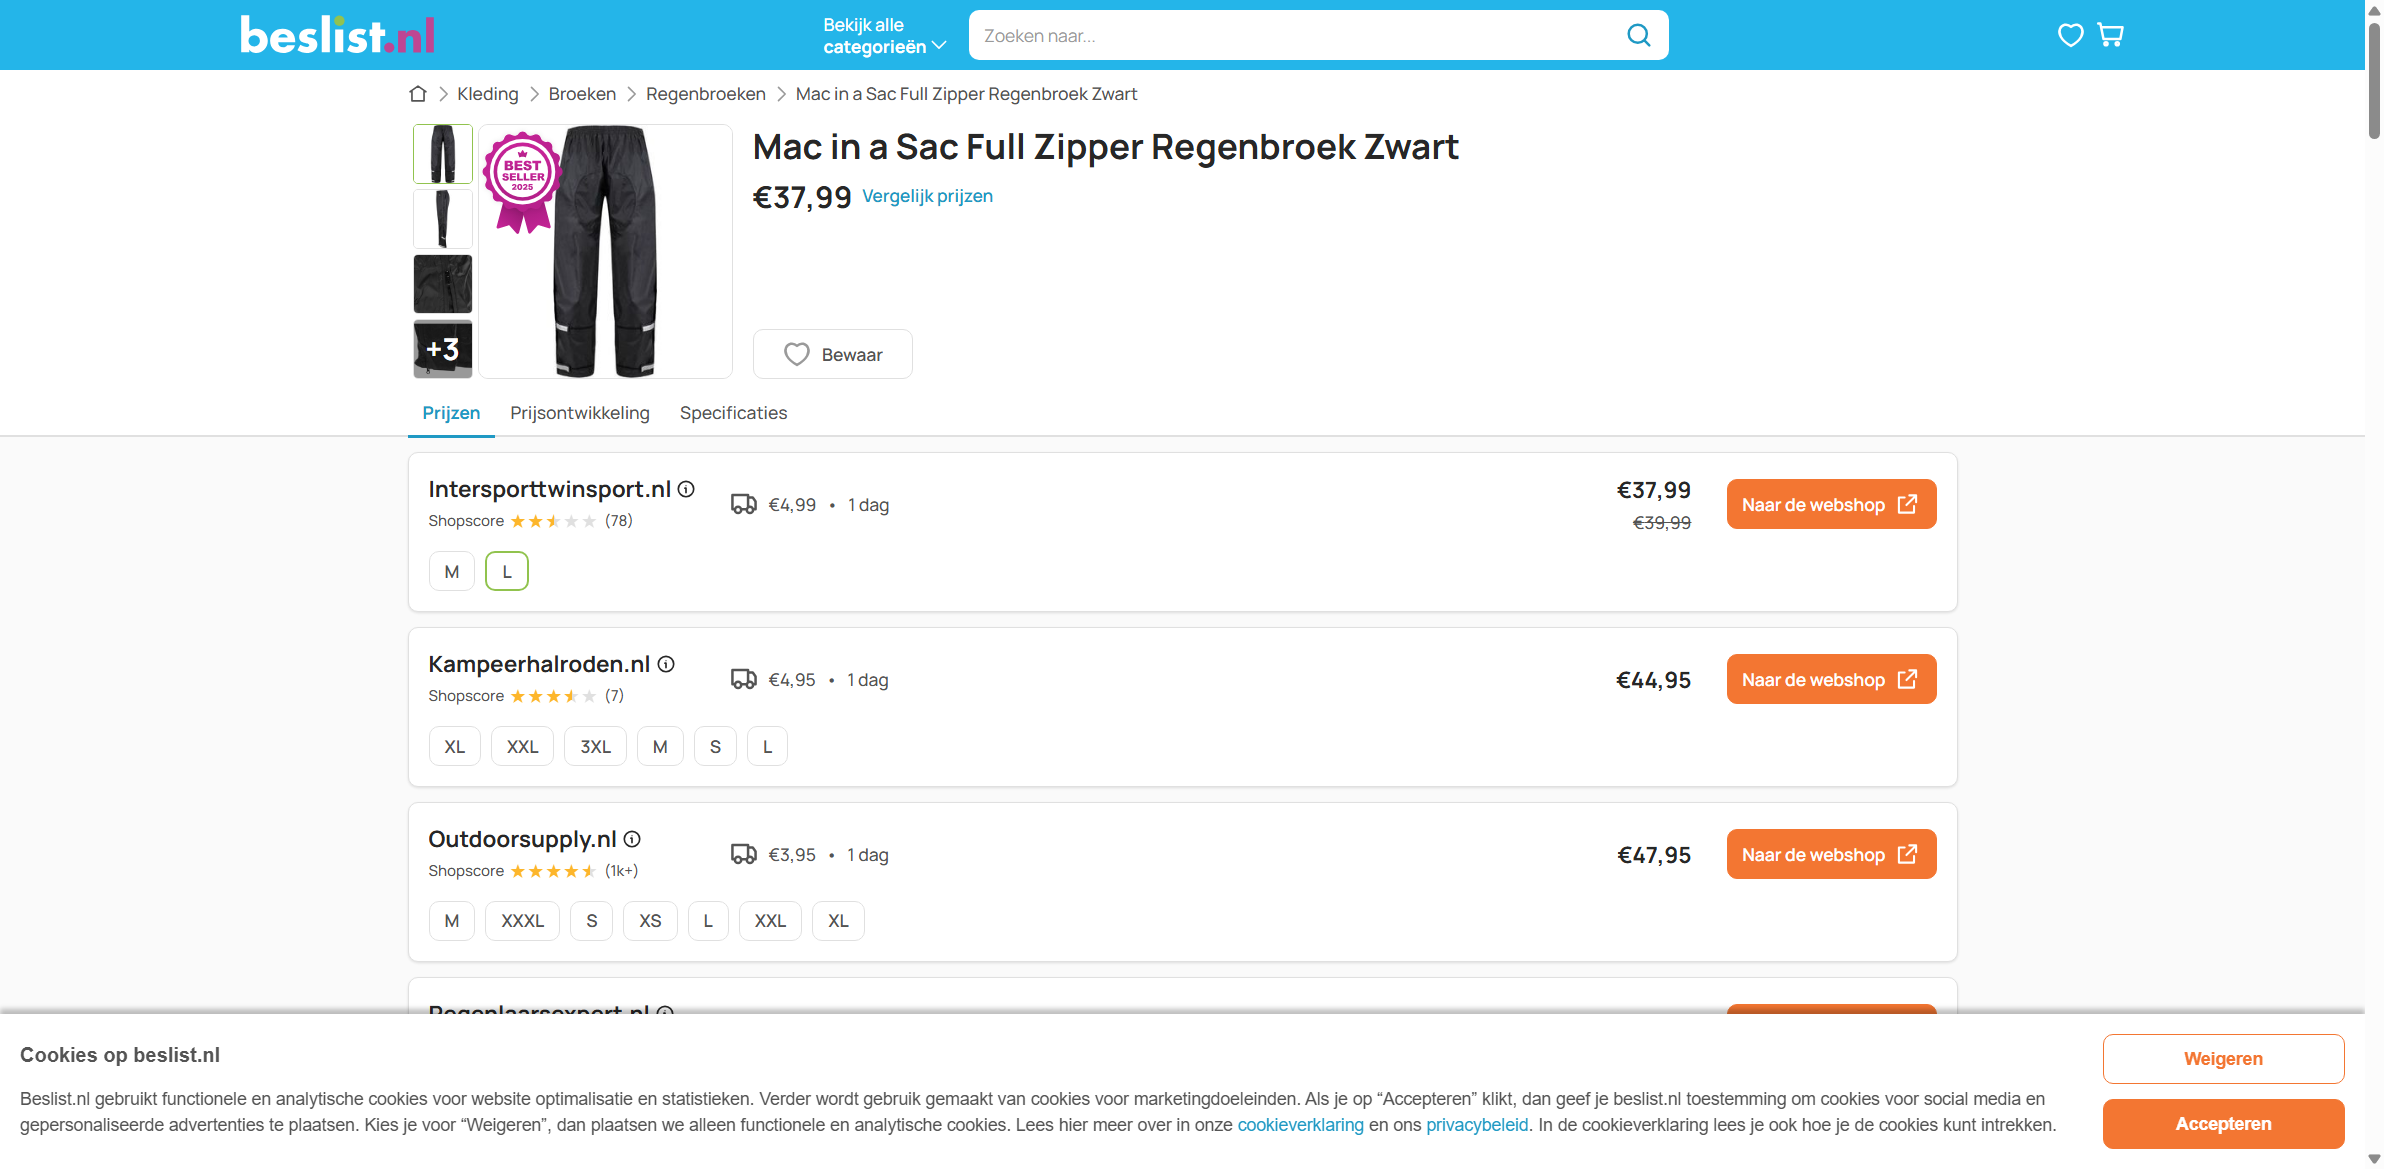 beslist.nl
Bekijk alle
categorieën
Zoeken naar...
Kleding
Broeken
Regenbroeken
Mac in a Sac Full Zipper Regenbroek Zwart
BEST
SELLER
2025
+3
Mac in a Sac Full Zipper Regenbroek Zwart
€37,99 Vergelijk prijzen
Bewaar
Prijzen
Prijsontwikkeling
Specificaties
Intersporttwinsport.nl
Shopscore (78)
€4,99 • 1 dag
€37,99
€39,99
Naar de webshop
M
L
Kampeerhalroden.nl
Shopscore (7)
€4,95 • 1 dag
€44,95
Naar de webshop
XL
XXL
3XL
M
S
L
Outdoorsupply.nl
Shopscore (1k+)
€3,95 • 1 dag
€47,95
Naar de webshop
M
XXXL
S
XS
L
XXL
XL
Cookies op beslist.nl
Beslist.nl gebruikt functionele en analytische cookies voor website optimalisatie en statistieken. Verder wordt gebruik gemaakt van cookies voor marketingdoeleinden. Als je op “Accepteren” klikt, dan geef je beslist.nl toestemming om cookies voor social media en
gepersonaliseerde advertenties te plaatsen. Kies je voor “Weigeren”, dan plaatsen we alleen functionele en analytische cookies. Lees hier meer over in onze cookieverklaring en ons privacybeleid. In de cookieverklaring lees je ook hoe je de cookies kunt intrekken.
Weigeren
Accepteren